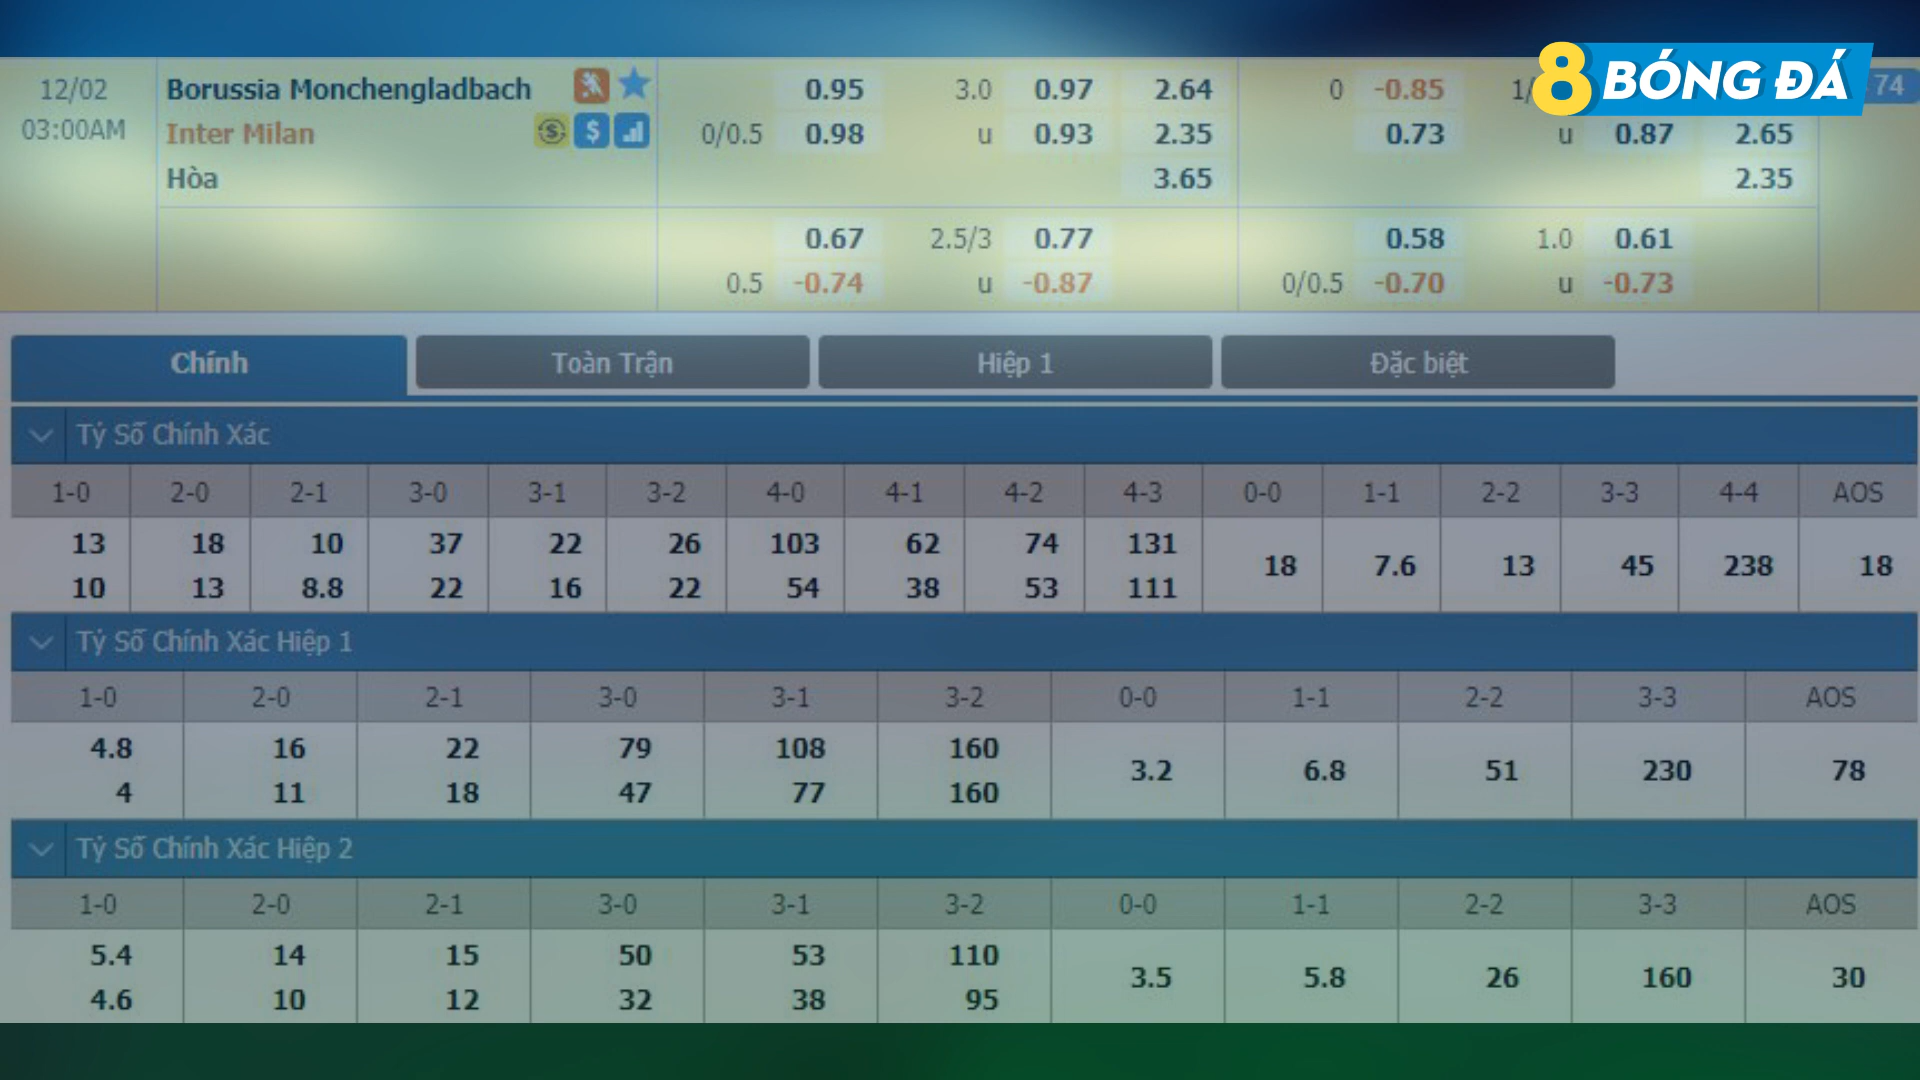 8 BÓNG ĐÁ
12/02 Borussia Monchengladbach 0.95 3.0 0.97 2.64 0 -0.85 1/ 74
03:00AM Inter Milan 0/0.5 0.98 u 0.93 2.35 0.73 u 0.87 2.65
Hòa 3.65 2.35
0.67 2.5/3 0.77 0.58 1.0 0.61
0.5 -0.74 u -0.87 0/0.5 -0.70 u -0.73
Chính Toàn Trận Hiệp 1 Đặc biệt
Tỷ Số Chính Xác
1-0 2-0 2-1 3-0 3-1 3-2 4-0 4-1 4-2 4-3 0-0 1-1 2-2 3-3 4-4 AOS
13 18 10 37 22 26 103 62 74 131
18 7.6 13 45 238 18
10 13 8.8 22 16 22 54 38 53 111
Tỷ Số Chính Xác Hiệp 1
1-0 2-0 2-1 3-0 3-1 3-2 0-0 1-1 2-2 3-3 AOS
4.8 16 22 79 108 160
3.2 6.8 51 230 78
4 11 18 47 77 160
Tỷ Số Chính Xác Hiệp 2
1-0 2-0 2-1 3-0 3-1 3-2 0-0 1-1 2-2 3-3 AOS
5.4 14 15 50 53 110
3.5 5.8 26 160 30
4.6 10 12 32 38 95